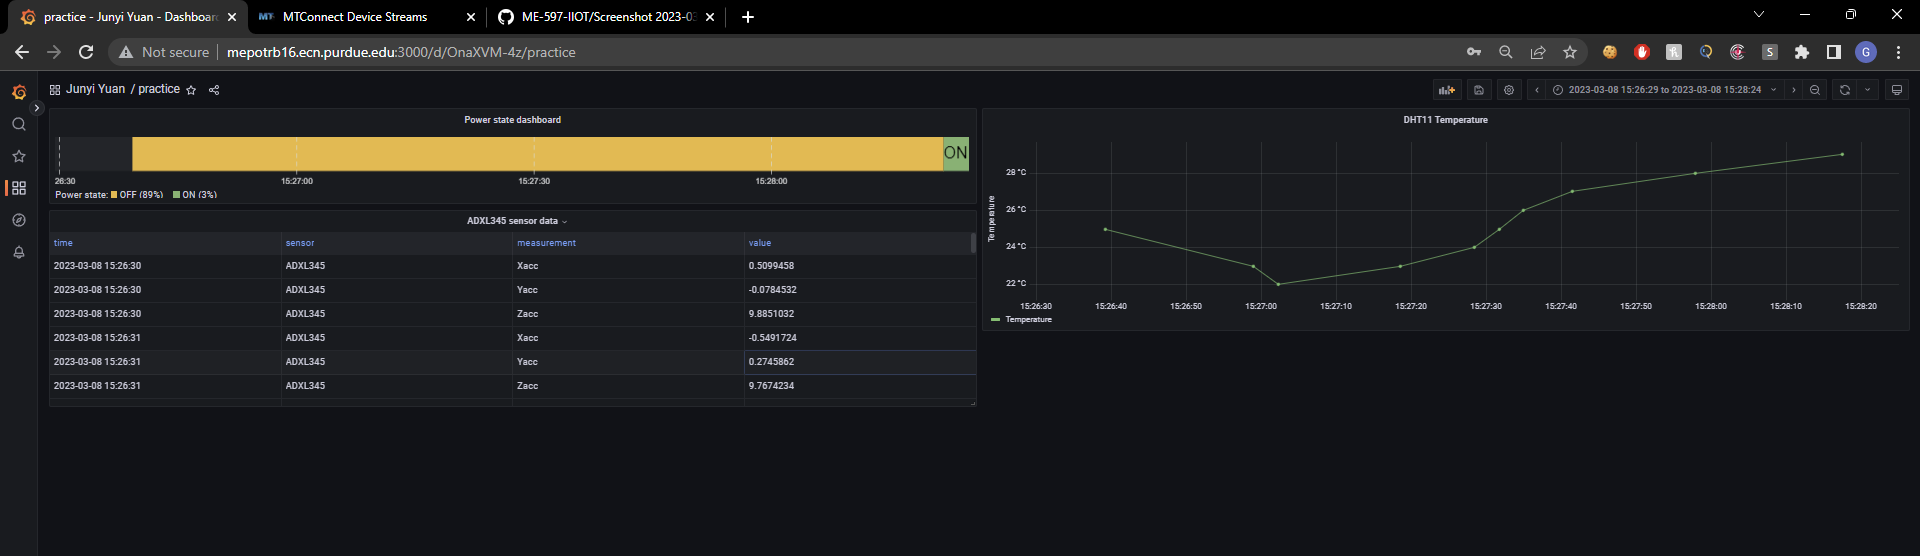 practice - Junyi Yuan - Dashboar
MTConnect Device Streams
ME-597-IIOT/Screenshot 2023-03
Not secure
mepotrb16.ecn.purdue.edu:3000/d/OnaXVM-4z/practice
S
G
Junyi Yuan / practice
2023-03-08 15:26:29 to 2023-03-08 15:28:24
Power state dashboard
ON
26:30 15:27:00 15:27:30 15:28:00
Power state: OFF (89%) ON (3%)
ADXL345 sensor data
time sensor measurement value
2023-03-08 15:26:30 ADXL345 Xacc 0.5099458
2023-03-08 15:26:30 ADXL345 Yacc -0.0784532
2023-03-08 15:26:30 ADXL345 Zacc 9.8851032
2023-03-08 15:26:31 ADXL345 Xacc -0.5491724
2023-03-08 15:26:31 ADXL345 Yacc 0.2745862
2023-03-08 15:26:31 ADXL345 Zacc 9.7674234
DHT11 Temperature
Temperature
28 °C
26 °C
24 °C
22 °C
15:26:30 15:26:40 15:26:50 15:27:00 15:27:10 15:27:20 15:27:30 15:27:40 15:27:50 15:28:00 15:28:10 15:28:20
Temperature